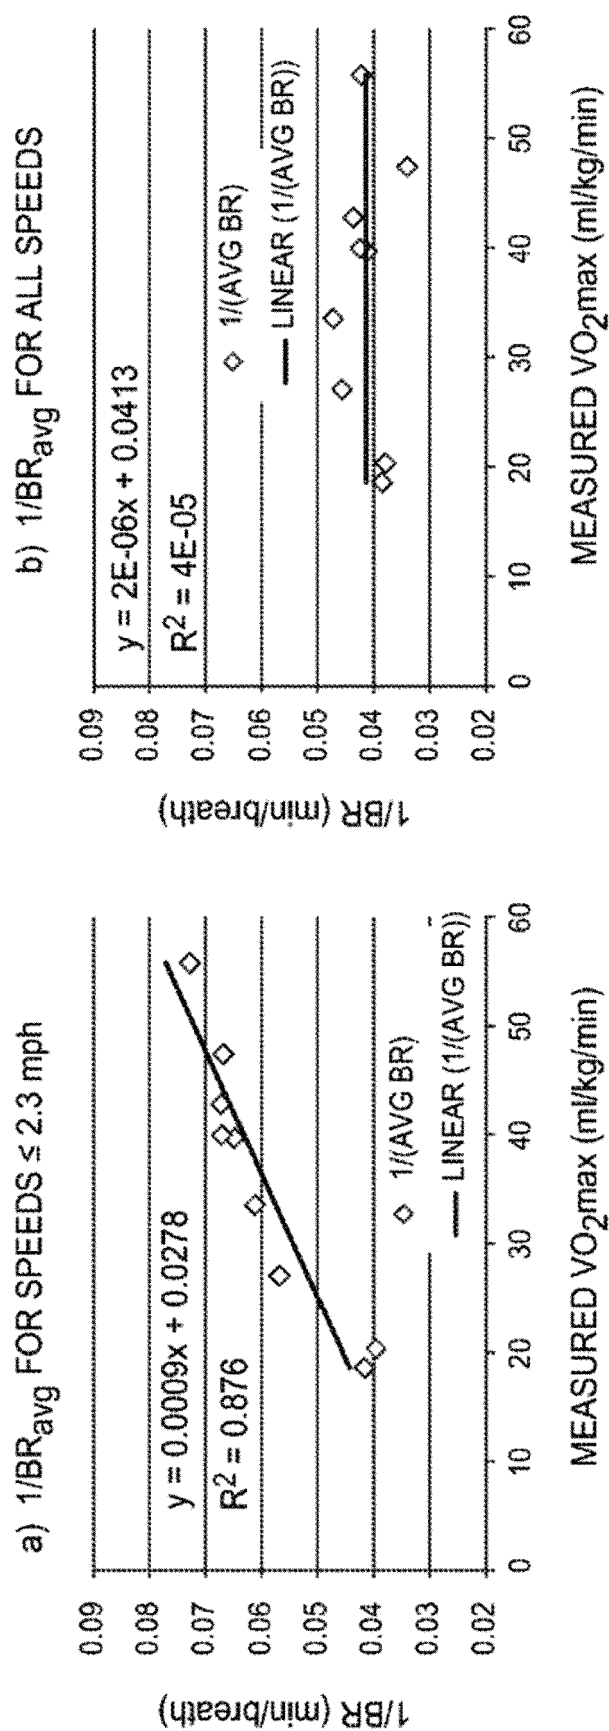 a) 1/BRavg FOR SPEEDS ≤ 2.3 mph
0.09
0.08
0.07
0.06
0.05
0.04
0.03
0.02
1/BR (min/breath)
y = 0.0009x + 0.0278
R2 = 0.876
1/(AVG BR)
LINEAR (1/(AVG BR))
0 10 20 30 40 50 60
MEASURED VO2max (ml/kg/min)
b) 1/BRavg FOR ALL SPEEDS
0.09
0.08
0.07
0.06
0.05
0.04
0.03
0.02
1/BR (min/breath)
y = 2E-06x + 0.0413
R2 = 4E-05
1/(AVG BR)
LINEAR (1/(AVG BR))
0 10 20 30 40 50 60
MEASURED VO2max (ml/kg/min)